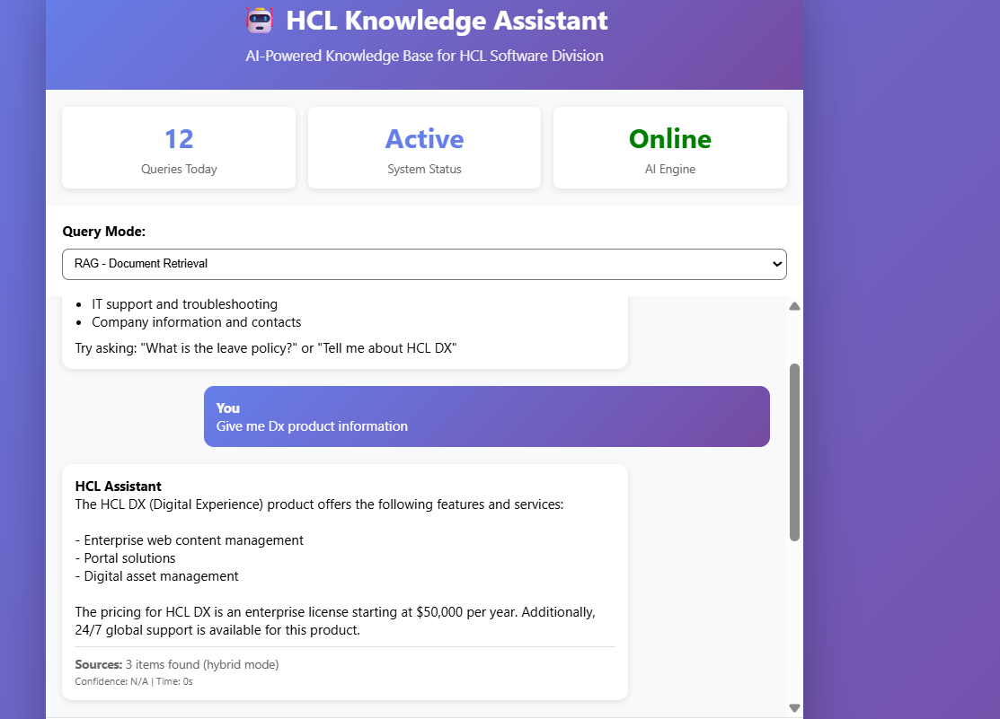 HCL Knowledge Assistant
AI-Powered Knowledge Base for HCL Software Division
12
Queries Today
Active
System Status
Online
AI Engine
Query Mode:
RAG - Document Retrieval
• IT support and troubleshooting
• Company information and contacts
Try asking: "What is the leave policy?" or "Tell me about HCL DX"
You
Give me Dx product information
HCL Assistant
The HCL DX (Digital Experience) product offers the following features and services:
- Enterprise web content management
- Portal solutions
- Digital asset management
The pricing for HCL DX is an enterprise license starting at $50,000 per year. Additionally,
24/7 global support is available for this product.
Sources: 3 items found (hybrid mode)
Confidence: N/A | Time: 0s